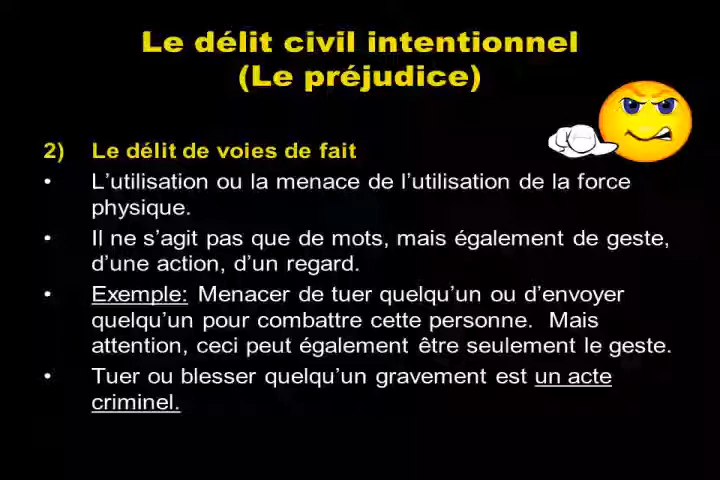 Le délit civil intentionnel
(Le préjudice)
2) Le délit de voies de fait
• L’utilisation ou la menace de l’utilisation de la force
physique.
• Il ne s’agit pas que de mots, mais également de geste,
d’une action, d’un regard.
• Exemple: Menacer de tuer quelqu’un ou d’envoyer
quelqu’un pour combattre cette personne. Mais
attention, ceci peut également être seulement le geste.
• Tuer ou blesser quelqu’un gravement est un acte
criminel.